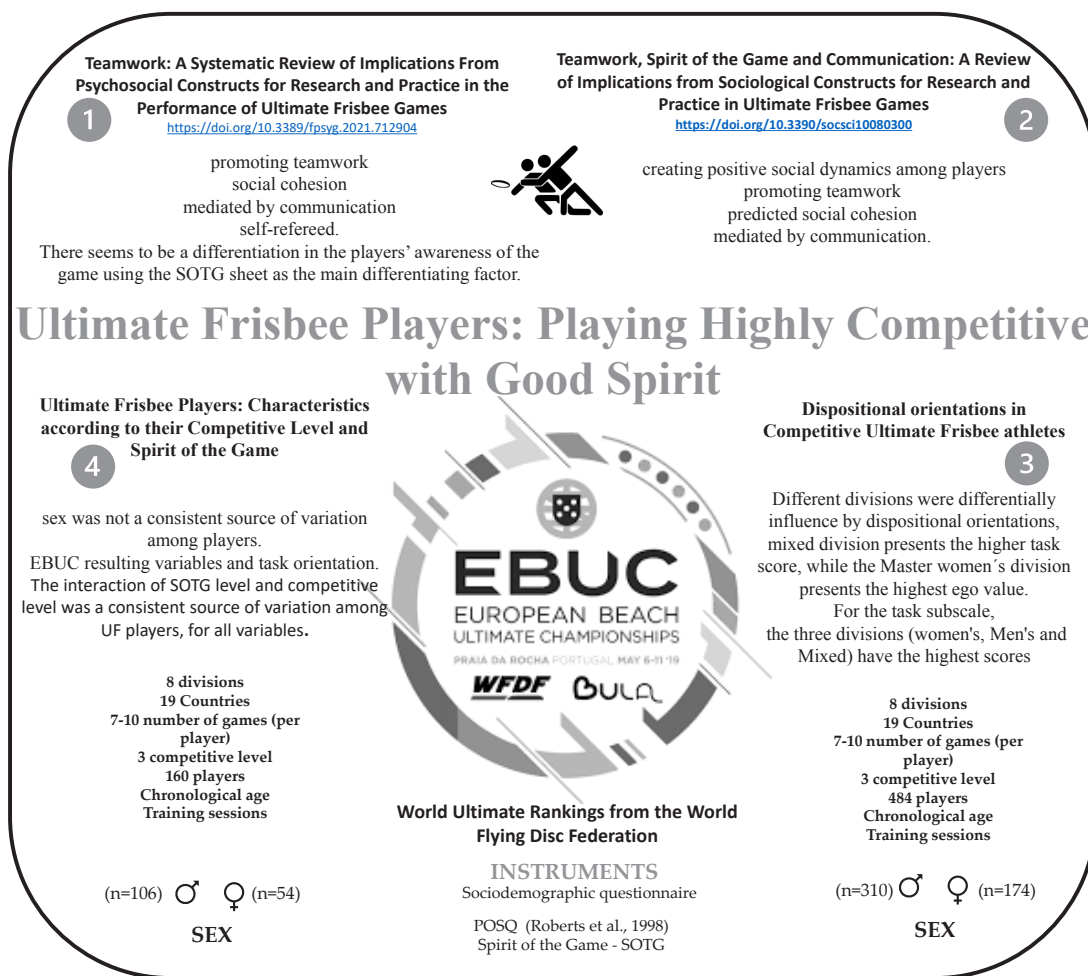 Teamwork: A Systematic Review of Implications From
Psychosocial Constructs for Research and Practice in the
Performance of Ultimate Frisbee Games
1
https://doi.org/10.3389/fpsyg.2021.712904
promoting teamwork
social cohesion
mediated by communication
self-refereed.
There seems to be a differentiation in the players' awareness of the
game using the SOTG sheet as the main differentiating factor.
Teamwork, Spirit of the Game and Communication: A Review
of Implications from Sociological Constructs for Research and
Practice in Ultimate Frisbee Games
2
https://doi.org/10.3390/socsci10080300
creating positive social dynamics among players
promoting teamwork
predicted social cohesion
mediated by communication.
Ultimate Frisbee Players: Playing Highly Competitive
with Good Spirit
Ultimate Frisbee Players: Characteristics
according to their Competitive Level and
Spirit of the Game
4
sex was not a consistent source of variation
among players.
EBUC resulting variables and task orientation.
The interaction of SOTG level and competitive
level was a consistent source of variation among
UF players, for all variables.
8 divisions
19 Countries
7-10 number of games (per
player)
3 competitive level
160 players
Chronological age
Training sessions
(n=106) ♂ ♀ (n=54)
SEX
EBUC
EUROPEAN BEACH
ULTIMATE CHAMPIONSHIPS
PRAIA DA ROCHA PORTUGAL MAY 6-11 '19
WFDF BULA
World Ultimate Rankings from the World
Flying Disc Federation
INSTRUMENTS
Sociodemographic questionnaire
POSQ (Roberts et al., 1998)
Spirit of the Game - SOTG
Dispositional orientations in
Competitive Ultimate Frisbee athletes
3
Different divisions were differentially
influence by dispositional orientations,
mixed division presents the higher task
score, while the Master women´s division
presents the highest ego value.
For the task subscale,
the three divisions (women's, Men's and
Mixed) have the highest scores
8 divisions
19 Countries
7-10 number of games (per
player)
3 competitive level
484 players
Chronological age
Training sessions
(n=310) ♂ ♀ (n=174)
SEX